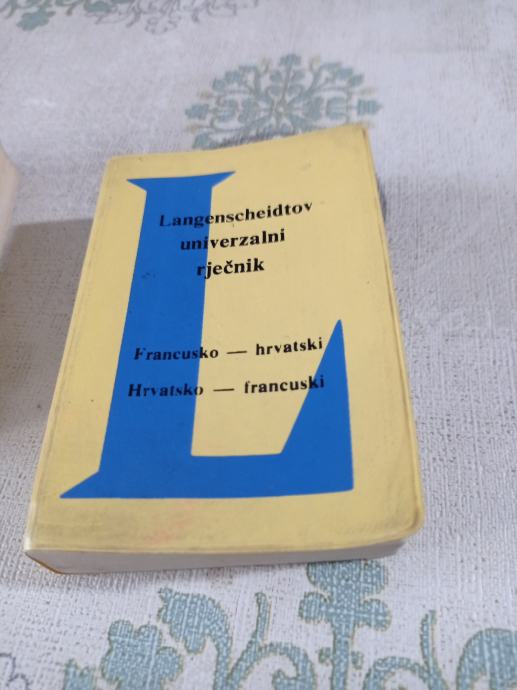 Langenscheidtov
univerzalni
rječnik
Francusko — hrvatski
Hrvatsko — francuski